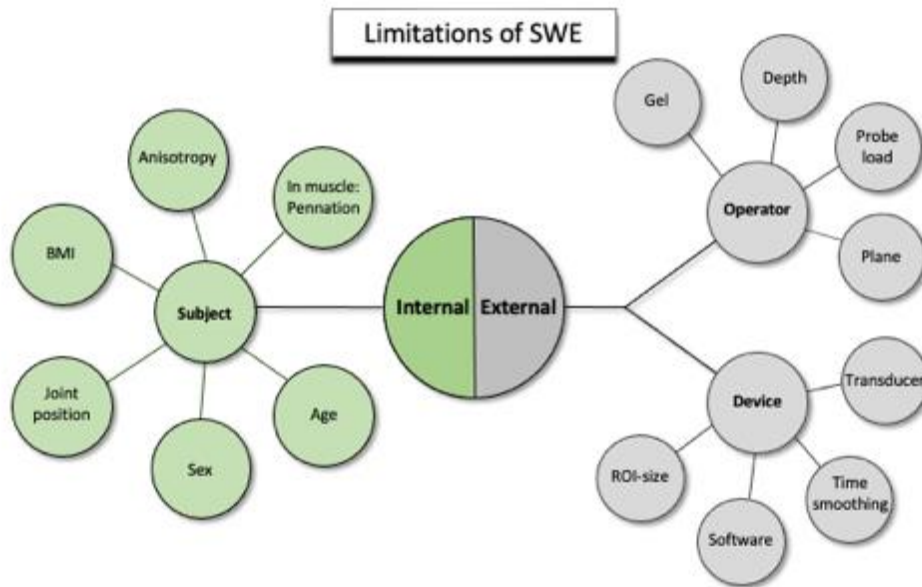 Limitations of SWE
Anisotropy
In muscle:
Pennation
BMI
Subject
Joint
position
Sex
Age
Internal
External
Gel
Depth
Probe
load
Operator
Plane
Transducer
Device
ROI-size
Software
Time
smoothing